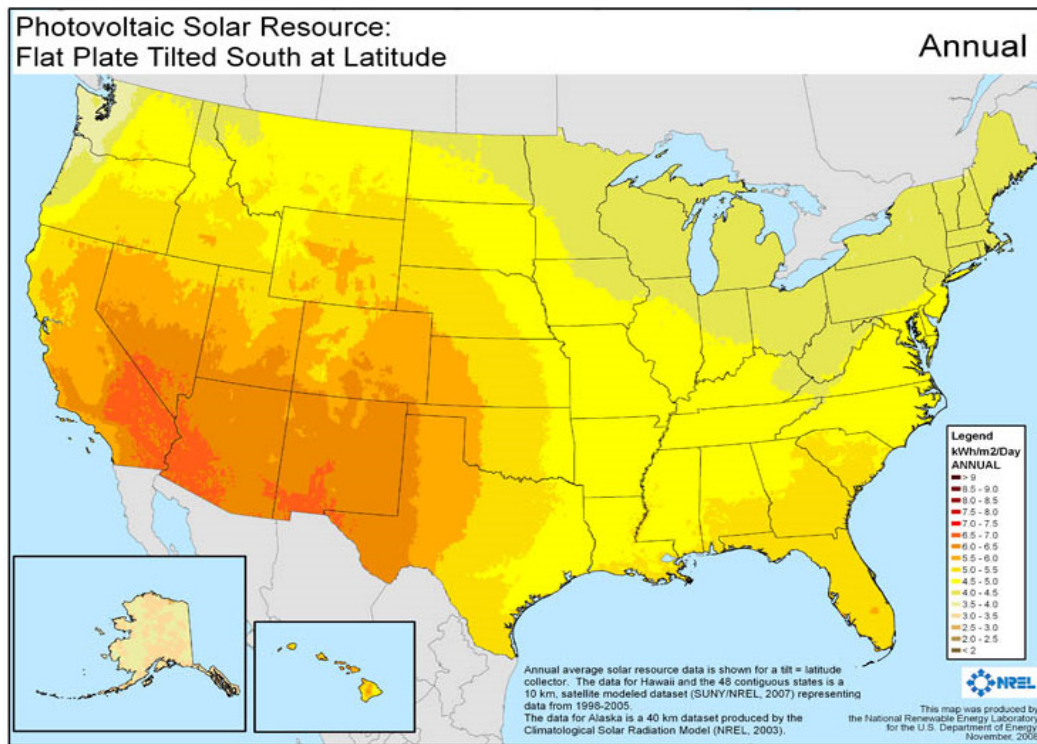 Photovoltaic Solar Resource:
Flat Plate Tilted South at Latitude
Annual
Legend
kWh/m2/Day
ANNUAL
> 9
8.5 - 9.0
8.0 - 8.5
7.5 - 8.0
7.0 - 7.5
6.5 - 7.0
6.0 - 6.5
5.5 - 6.0
5.0 - 5.5
4.5 - 5.0
4.0 - 4.5
3.5 - 4.0
3.0 - 3.5
2.5 - 3.0
2.0 - 2.5
< 2
Annual average solar resource data is shown for a tilt = latitude
collector. The data for Hawaii and the 48 contiguous states is a
10 km, satellite modeled dataset (SUNY/NREL, 2007) representing
data from 1998-2005.
The data for Alaska is a 40 km dataset produced by the
Climatological Solar Radiation Model (NREL, 2003).
NREL
This map was produced by
the National Renewable Energy Laboratory
for the U.S. Department of Energy
November, 2008